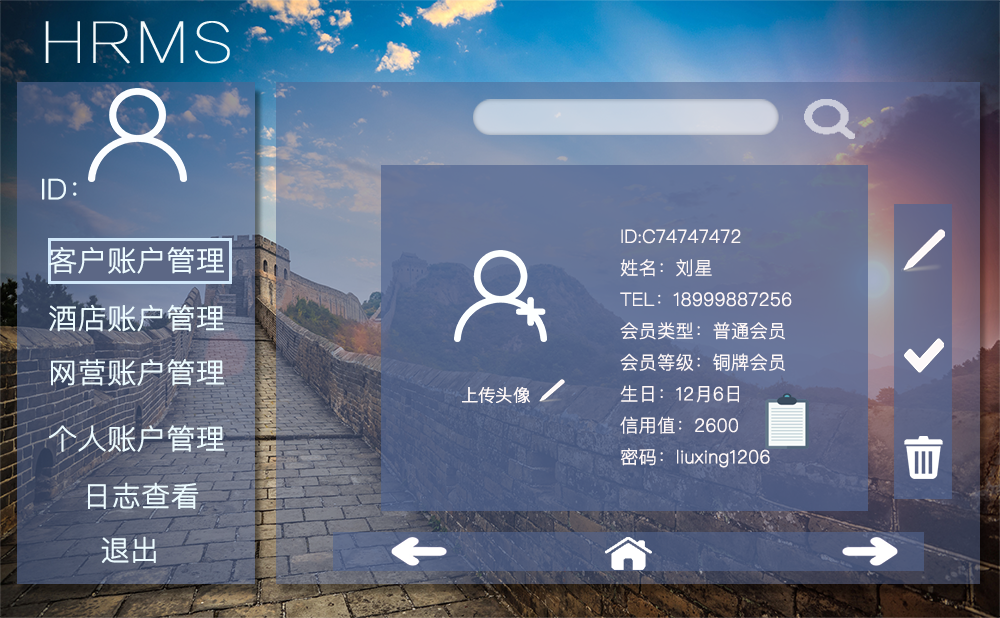 HRMS
ID：
客户账户管理
酒店账户管理
网营账户管理
个人账户管理
日志查看
退出
上传头像
ID:C74747472
姓名：刘星
TEL：18999887256
会员类型：普通会员
会员等级：铜牌会员
生日：12月6日
信用值：2600
密码：liuxing1206